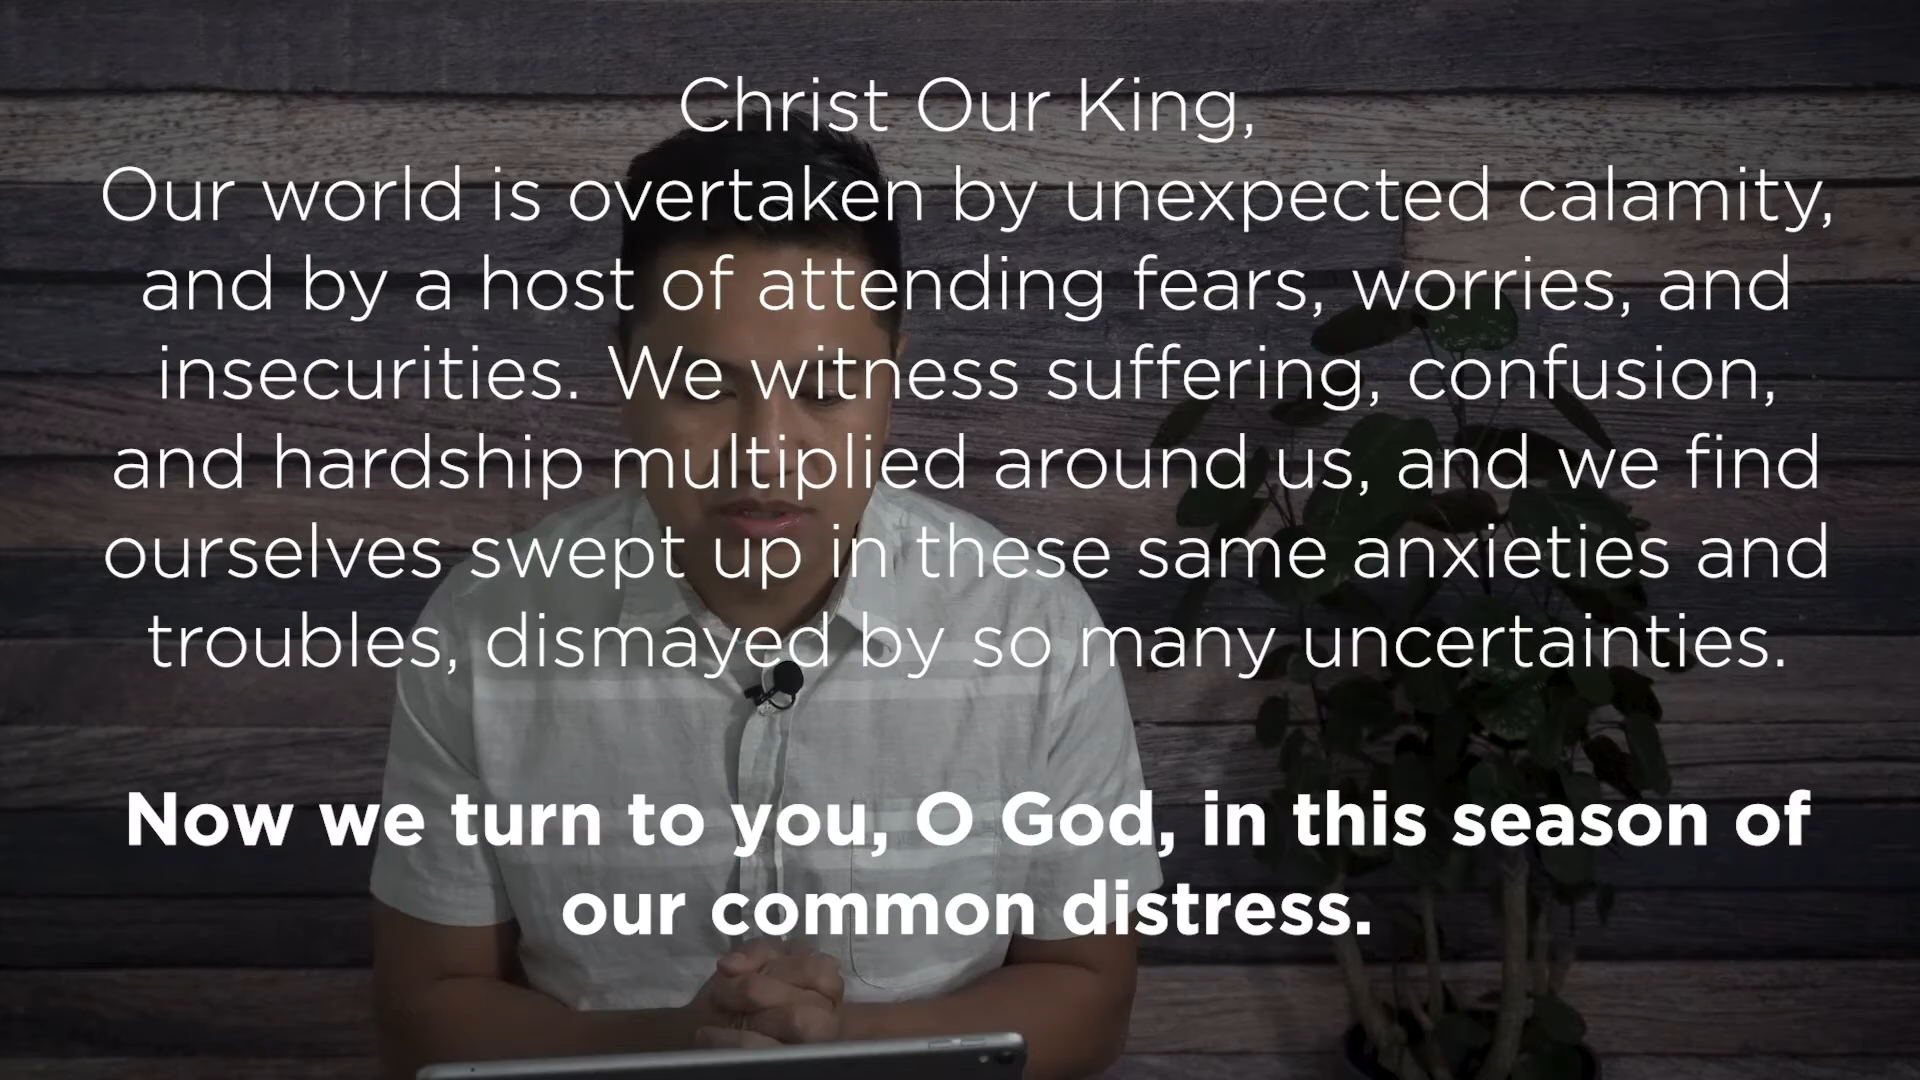 Christ Our King,
Our world is overtaken by unexpected calamity,
and by a host of attending fears, worries, and
insecurities. We witness suffering, confusion,
and hardship multiplied around us, and we find
ourselves swept up in these same anxieties and
troubles, dismayed by so many uncertainties.
Now we turn to you, O God, in this season of
our common distress.